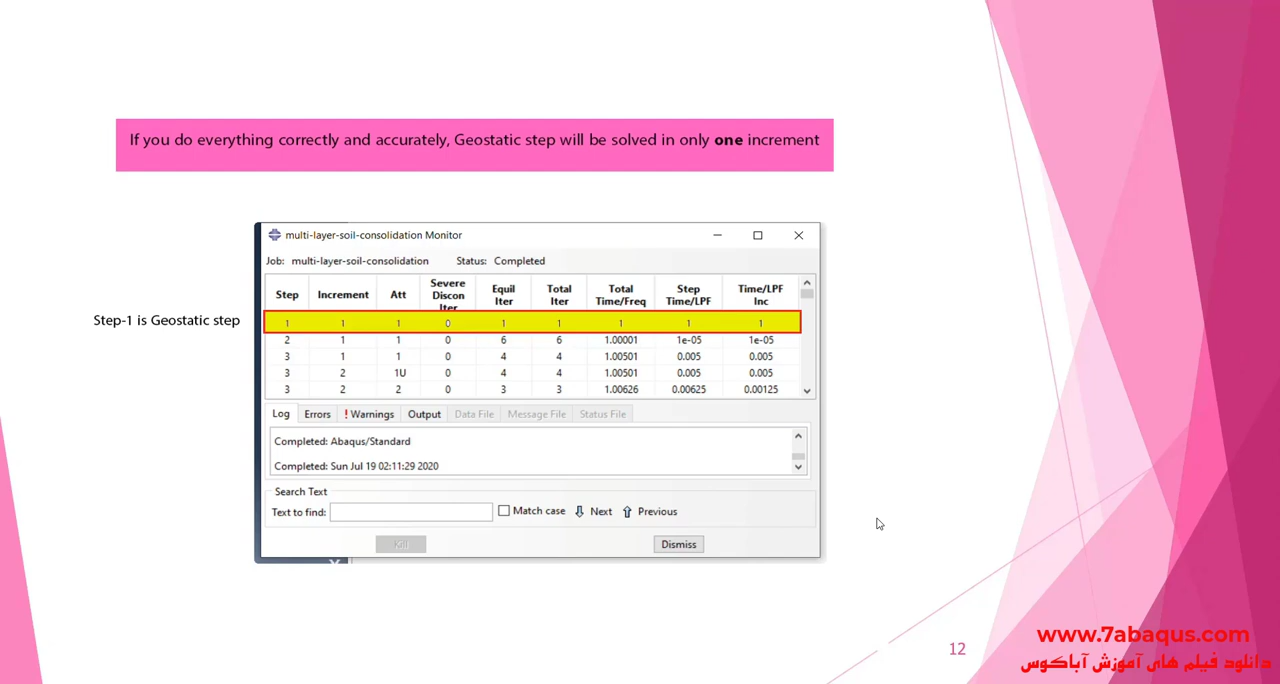 If you do everything correctly and accurately, Geostatic step will be solved in only one increment
multi-layer-soil-consolidation Monitor
Job: multi-layer-soil-consolidation Status: Completed
Step Increment Att Severe Discon Iter Equil Iter Total Iter Total Time/Freq Step Time/LPF Time/LPF Inc
Step-1 is Geostatic step
1 1 1 0 1 1 1 1 1
2 1 1 0 6 6 1.00001 1e-05 1e-05
3 1 1 0 4 4 1.00501 0.005 0.005
3 2 1U 0 4 4 1.00501 0.005 0.005
3 2 2 0 3 3 1.00626 0.00625 0.00125
Log Errors ! Warnings Output Data File Message File Status File
Completed: Abaqus/Standard
Completed: Sun Jul 19 02:11:29 2020
Search Text
Text to find: Match case Next Previous
Kill Dismiss
12
www.7abaqus.com
دانلود فیلم های آموزش آباکوس